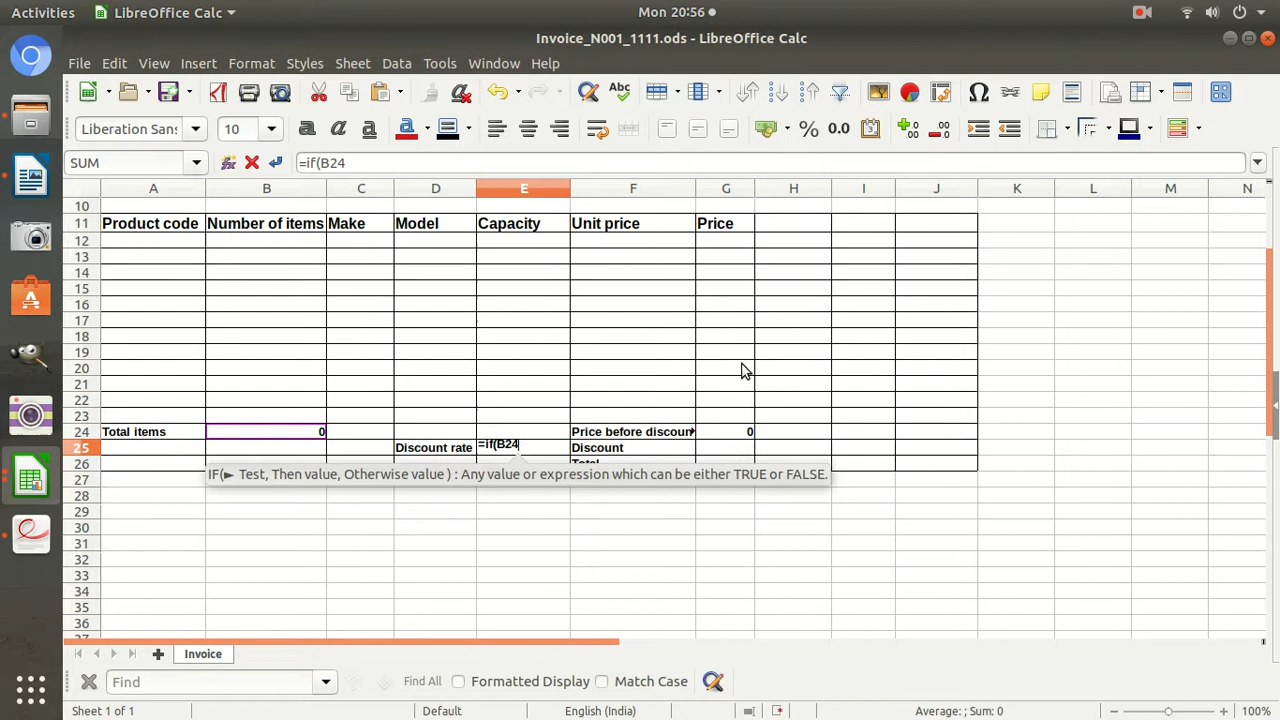 Activities LibreOffice Calc Mon 20:56
Invoice_N001_1111.ods - LibreOffice Calc
File Edit View Insert Format Styles Sheet Data Tools Window Help
Liberation Sans 10
SUM =if(B24
A B C D E F G H I J K L M N
10
11 Product code Number of items Make Model Capacity Unit price Price
12
13
14
15
16
17
18
19
20
21
22
23
24 Total items 0 Price before discoun 0
25 Discount rate =if(B24 Discount
26 Total
IF(► Test, Then value, Otherwise value ) : Any value or expression which can be either TRUE or FALSE.
27
28
29
30
31
32
33
34
35
36
37
Invoice
Find Find All Formatted Display Match Case
Sheet 1 of 1 Default English (India) Average: ; Sum: 0 100%